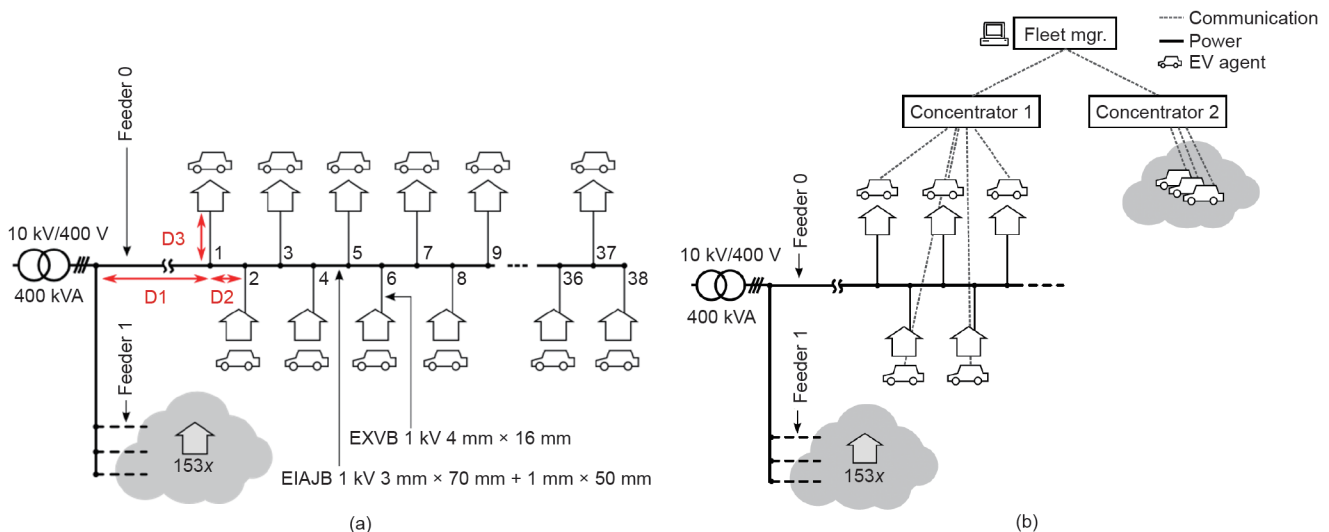 Feeder 0
10 kV/400 V
400 kVA
D3
D1
D2
1
3
5
7
9
37
2
4
6
8
36
38
Feeder 1
153x
EXVB 1 kV 4 mm × 16 mm
EIAJB 1 kV 3 mm × 70 mm + 1 mm × 50 mm
(a)
Communication
Power
EV agent
Fleet mgr.
Concentrator 1
Concentrator 2
Feeder 0
10 kV/400 V
400 kVA
Feeder 1
153x
(b)